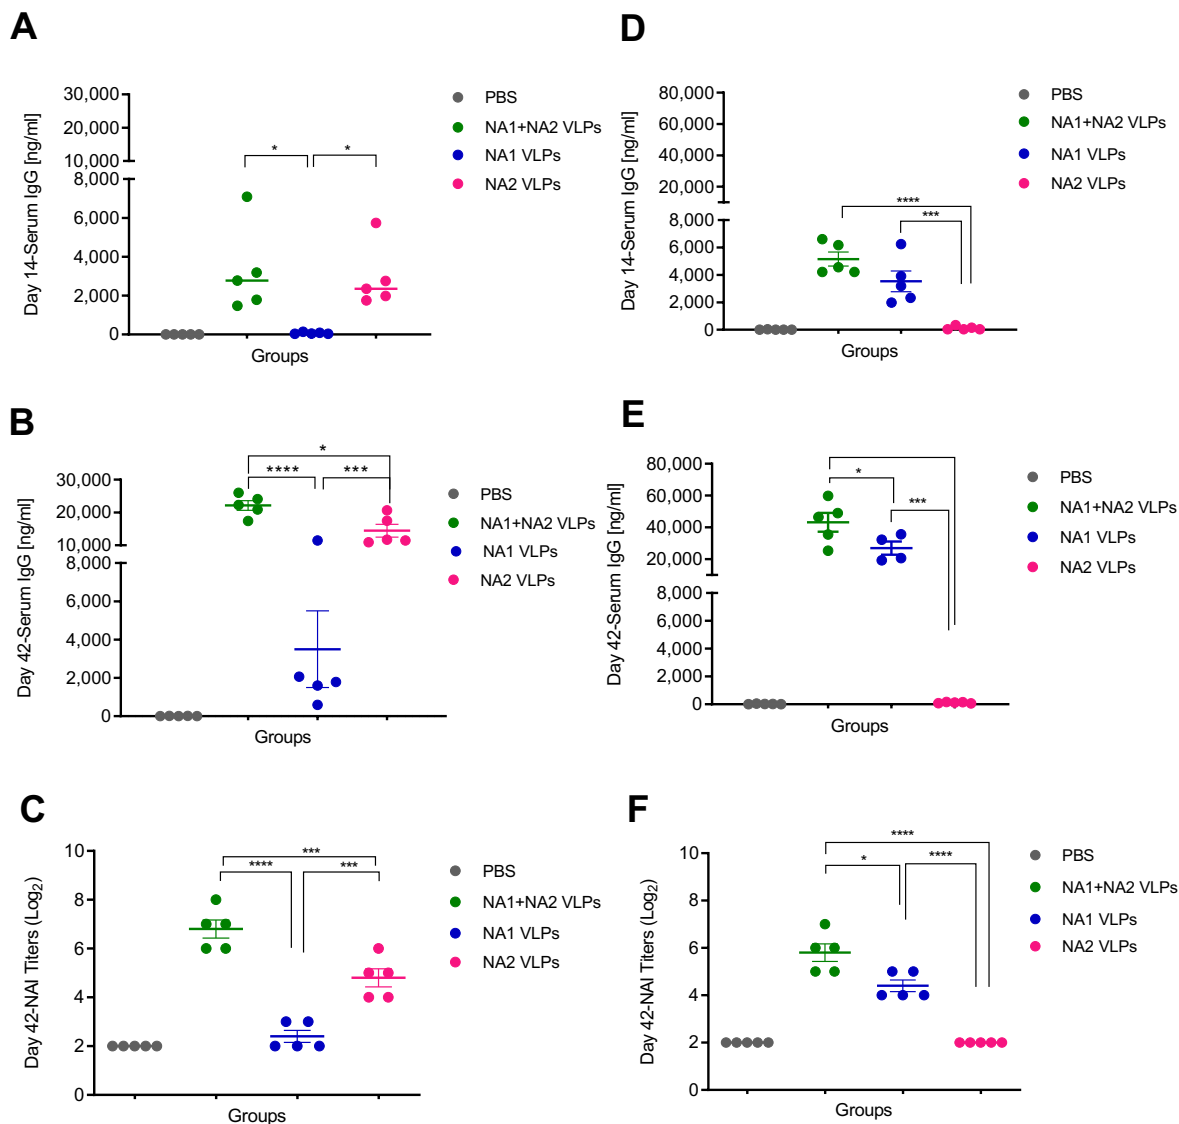 A
Day 14-Serum IgG [ng/ml]
30,000
20,000
10,000
8,000
6,000
4,000
2,000
0
* *
Groups
PBS
NA1+NA2 VLPs
NA1 VLPs
NA2 VLPs
D
Day 14-Serum IgG [ng/ml]
80,000
60,000
40,000
20,000
8,000
6,000
4,000
2,000
0
****
***
Groups
PBS
NA1+NA2 VLPs
NA1 VLPs
NA2 VLPs
B
Day 42-Serum IgG [ng/ml]
30,000
20,000
10,000
8,000
6,000
4,000
2,000
0
*
**** ***
Groups
PBS
NA1+NA2 VLPs
NA1 VLPs
NA2 VLPs
E
Day 42-Serum IgG [ng/ml]
80,000
60,000
40,000
20,000
8,000
6,000
4,000
2,000
0
*
***
Groups
PBS
NA1+NA2 VLPs
NA1 VLPs
NA2 VLPs
C
Day 42-NAI Titers (Log2)
10
8
6
4
2
0
***
**** ***
Groups
PBS
NA1+NA2 VLPs
NA1 VLPs
NA2 VLPs
F
Day 42-NAI Titers (Log2)
10
8
6
4
2
0
****
* ****
Groups
PBS
NA1+NA2 VLPs
NA1 VLPs
NA2 VLPs